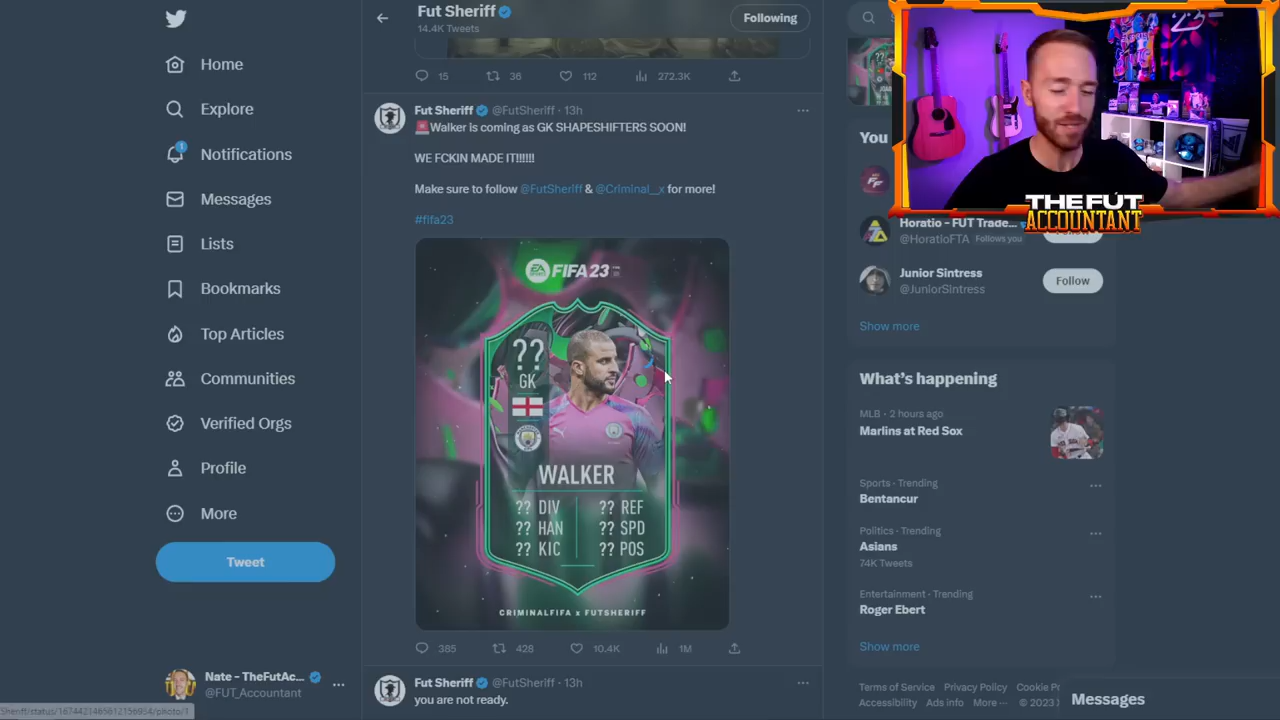 Home
Explore
1
Notifications
Messages
Lists
Bookmarks
Top Articles
Communities
Verified Orgs
Profile
More
Tweet
Nate - TheFutAc...
@FUT_Accountant
Fut Sheriff
14.4K Tweets
Following
15 36 112 272.3K
Fut Sheriff @FutSheriff · 13h
🚨Walker is coming as GK SHAPESHIFTERS SOON!
WE FCKIN MADE IT!!!!!!
Make sure to follow @FutSheriff & @Criminal__x for more!
#fifa23
EA SPORTS FIFA 23
??
GK
WALKER
?? DIV ?? REF
?? HAN ?? SPD
?? KIC ?? POS
CRIMINALFIFA x FUTSHERIFF
385 428 10.4K 1M
Fut Sheriff @FutSheriff · 13h
you are not ready.
THE FUT
ACCOUNTANT
You
Horatio - FUT Trade...
@HoratioFTA Follows you
Junior Sintress
@JuniorSintress
Follow
Show more
What's happening
MLB · 2 hours ago
Marlins at Red Sox
Sports · Trending
Bentancur
Politics · Trending
Asians
74K Tweets
Entertainment · Trending
Roger Ebert
Show more
Terms of Service Privacy Policy Cookie Po
Accessibility Ads info More ··· © 2023
Messages